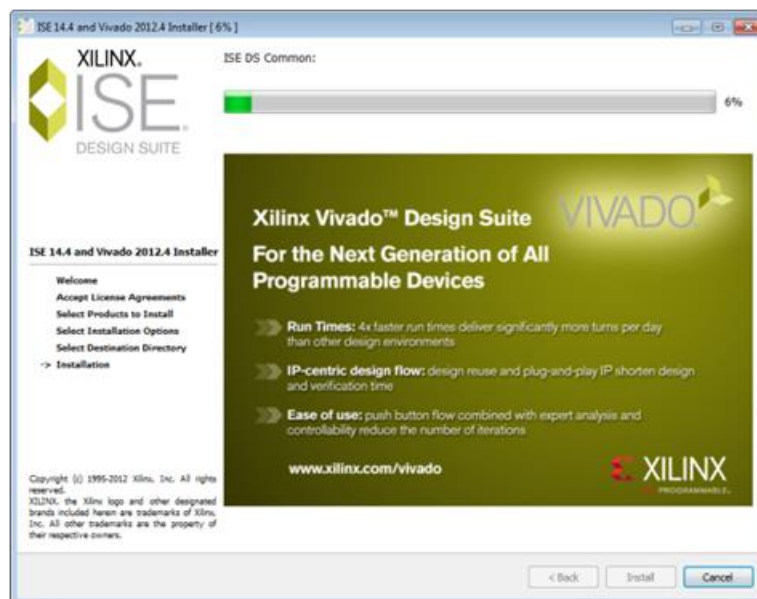 ISE 14.4 and Vivado 2012.4 Installer [ 6% ]
XILINX®
ISE®
DESIGN SUITE
ISE DS Common:
6%
ISE 14.4 and Vivado 2012.4 Installer
Welcome
Accept License Agreements
Select Products to Install
Select Installation Options
Select Destination Directory
-> Installation
Xilinx Vivado™ Design Suite
VIVADO
For the Next Generation of All
Programmable Devices
Run Times: 4x faster run times deliver significantly more turns per day
than other design environments
IP-centric design flow: design reuse and plug-and-play IP shorten design
and verification time
Ease of use: push button flow combined with expert analysis and
controllability reduce the number of iterations
www.xilinx.com/vivado
XILINX
PROGRAMMABLE™
Copyright (c) 1995-2012 Xilinx, Inc. All rights
reserved.
XILINX, the Xilinx logo and other designated
brands included herein are trademarks of Xilinx,
Inc. All other trademarks are the property of
their respective owners.
< Back
Install
Cancel